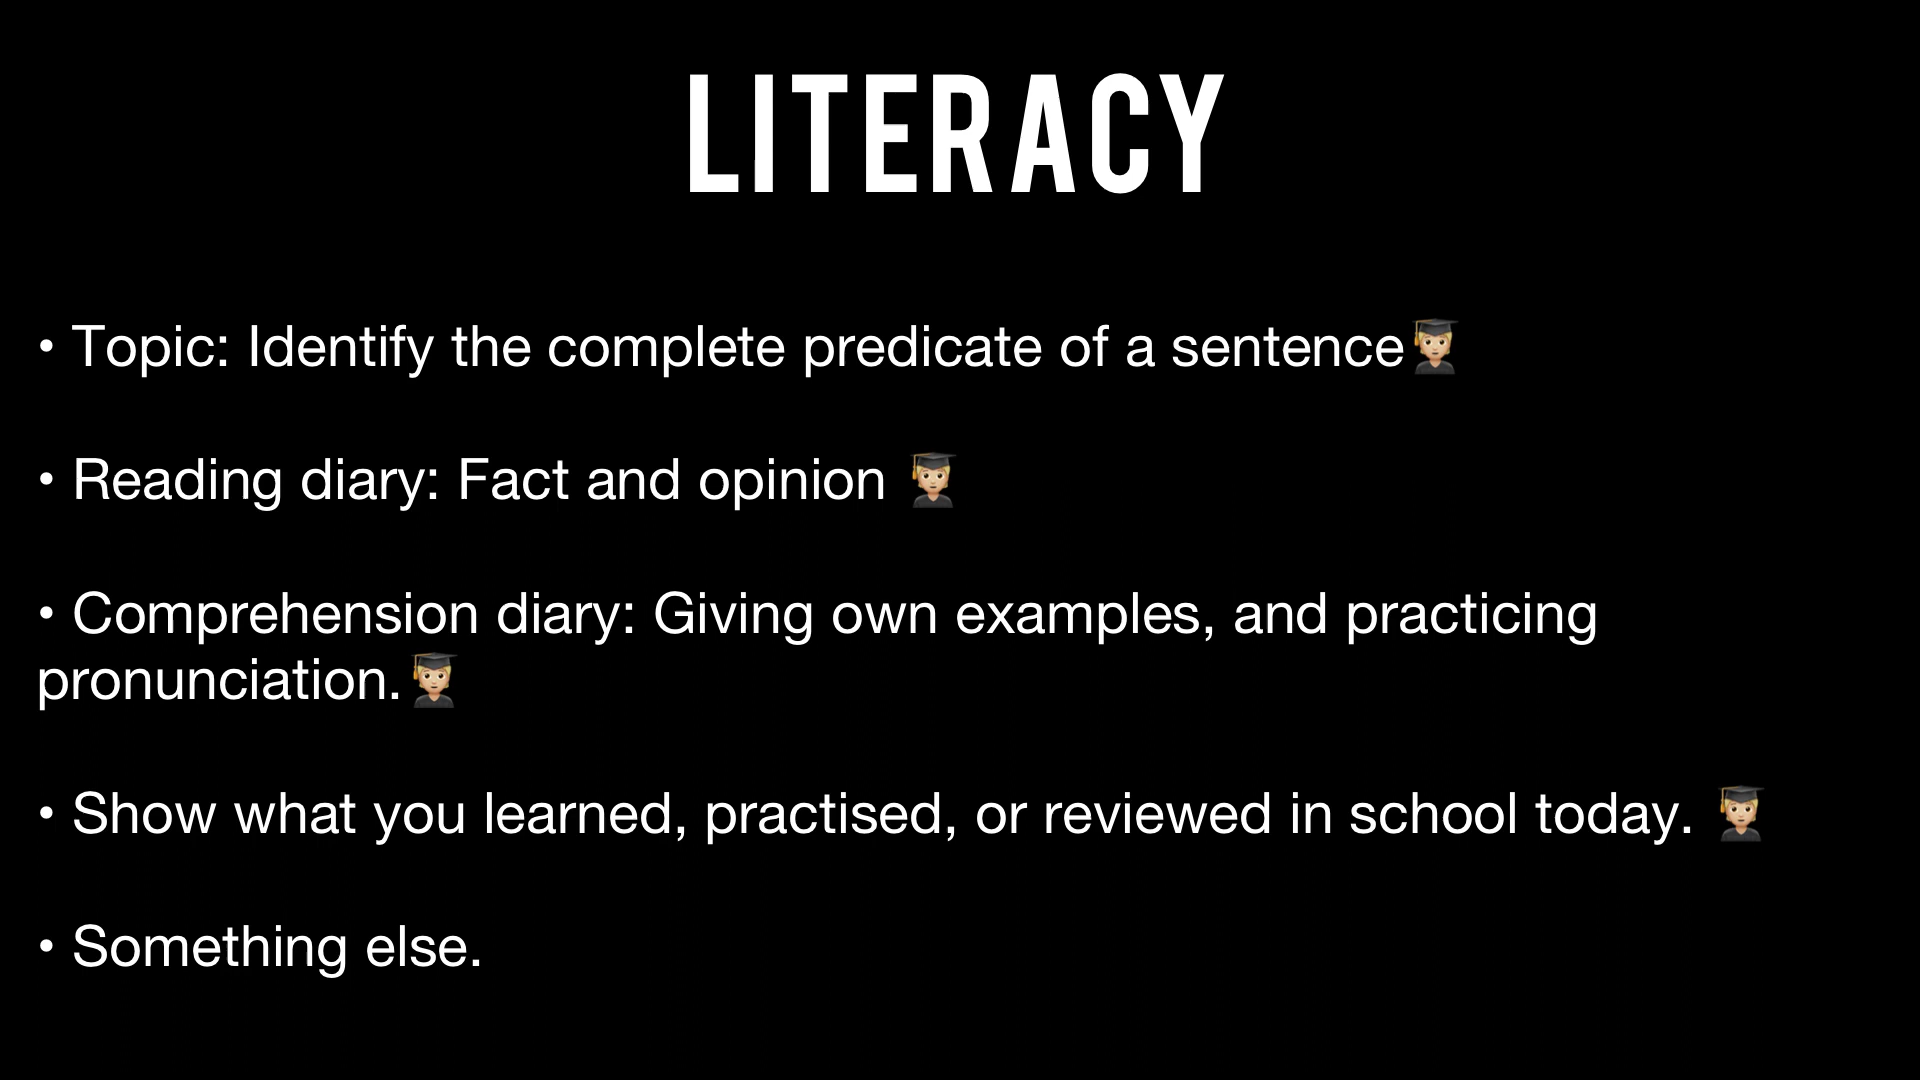 LITERACY
• Topic: Identify the complete predicate of a sentence🧑🏼‍🎓
• Reading diary: Fact and opinion 🧑🏼‍🎓
• Comprehension diary: Giving own examples, and practicing
pronunciation.🧑🏼‍🎓
• Show what you learned, practised, or reviewed in school today. 🧑🏼‍🎓
• Something else.